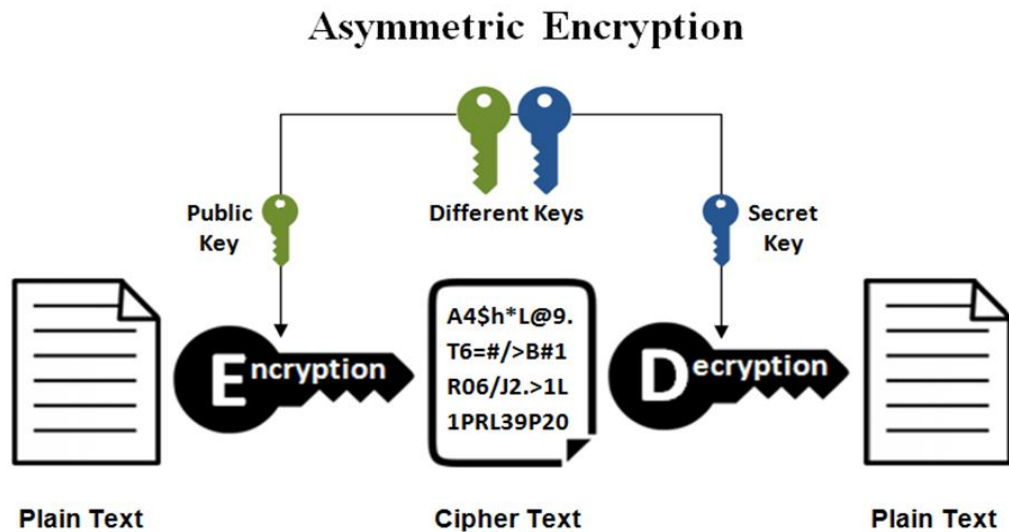 Asymmetric Encryption
Public
Key
Different Keys
Secret
Key
Encryption
A4$h*L@9.
T6=#/>B#1
R06/J2.>1L
1PRL39P20
Decryption
Plain Text
Cipher Text
Plain Text